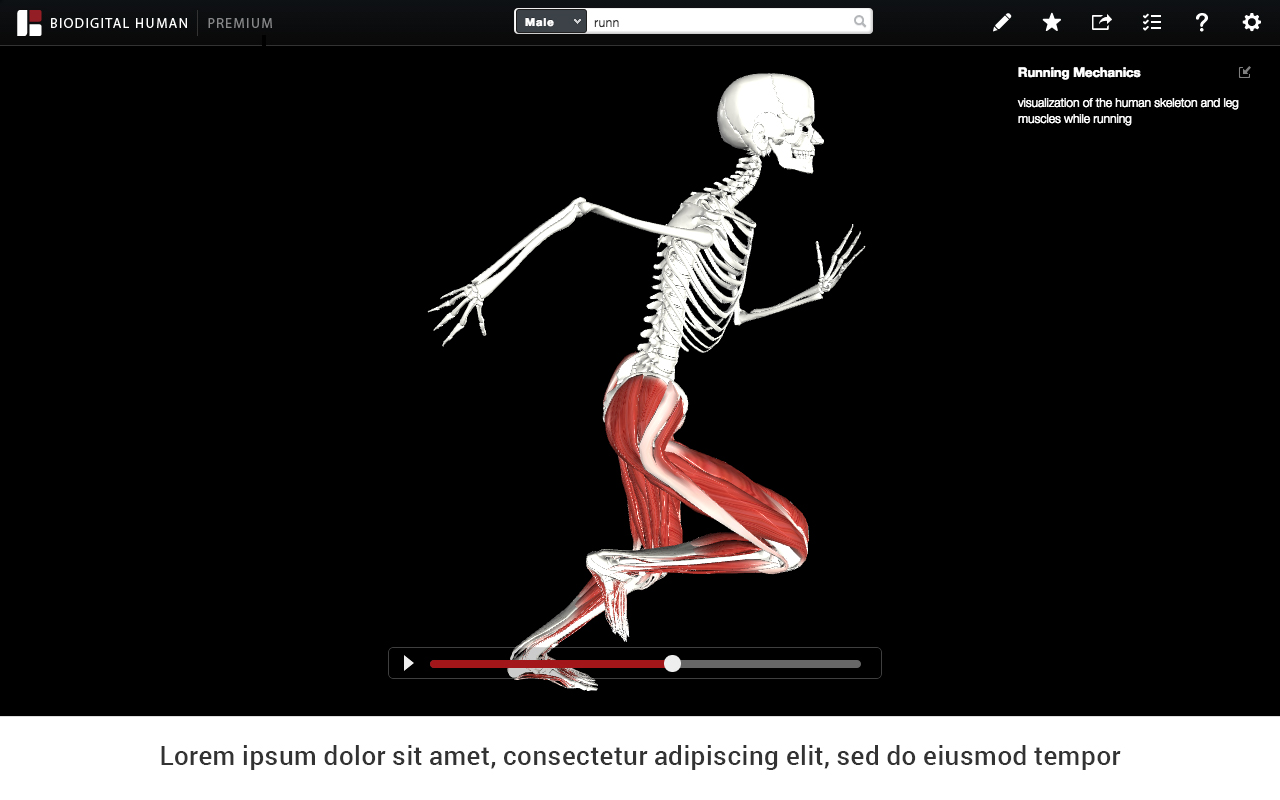 BIODIGITAL HUMAN PREMIUM
Male runn
Running Mechanics
visualization of the human skeleton and leg
muscles while running
Lorem ipsum dolor sit amet, consectetur adipiscing elit, sed do eiusmod tempor